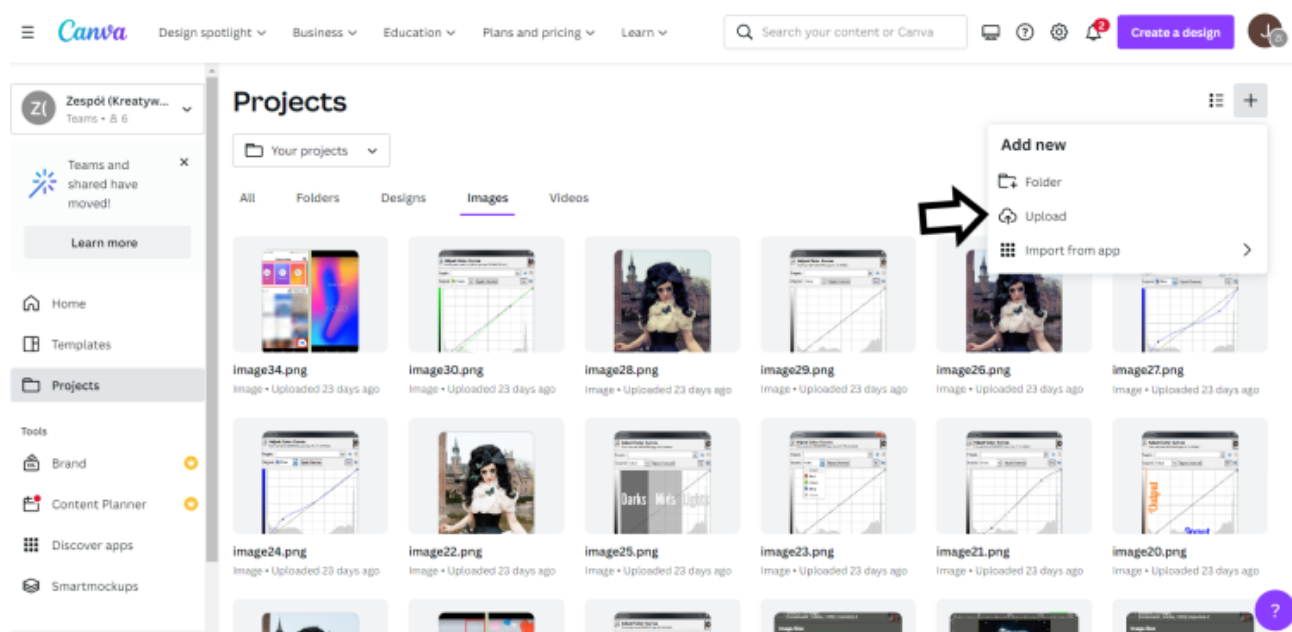 Canva
Design spotlight
Business
Education
Plans and pricing
Learn
Search your content or Canva
2
Create a design
J
Z(
Zespół (Kreatyw...
Teams • 6
Teams and
shared have
moved!
Learn more
Home
Templates
Projects
Tools
Brand
Content Planner
Discover apps
Smartmockups
Projects
Your projects
All
Folders
Designs
Images
Videos
Add new
Folder
Upload
Import from app
image34.png
Image • Uploaded 23 days ago
image30.png
Image • Uploaded 23 days ago
image28.png
Image • Uploaded 23 days ago
image29.png
Image • Uploaded 23 days ago
image26.png
Image • Uploaded 23 days ago
image27.png
Image • Uploaded 23 days ago
Darks Mids Lights
Output
Input
image24.png
Image • Uploaded 23 days ago
image22.png
Image • Uploaded 23 days ago
image25.png
Image • Uploaded 23 days ago
image23.png
Image • Uploaded 23 days ago
image21.png
Image • Uploaded 23 days ago
image20.png
Image • Uploaded 23 days ago
?